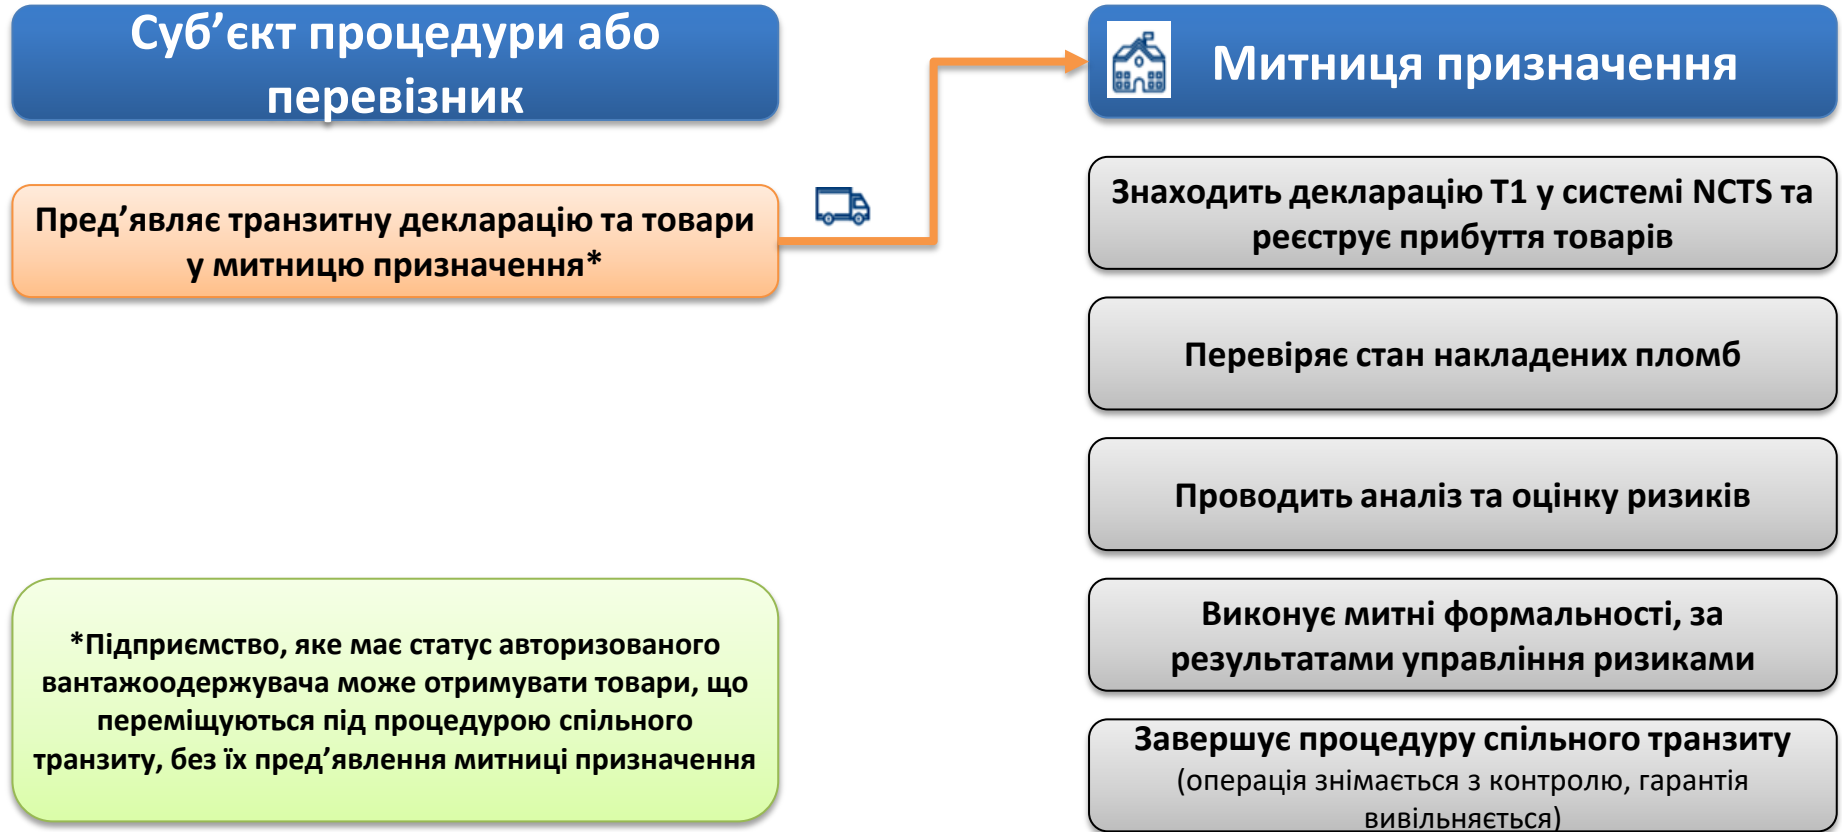 Суб’єкт процедури або
перевізник
Пред’являє транзитну декларацію та товари
у митницю призначення*
*Підприємство, яке має статус авторизованого
вантажоодержувача може отримувати товари, що
переміщуються під процедурою спільного
транзиту, без їх пред’явлення митниці призначення
Митниця призначення
Знаходить декларацію Т1 у системі NCTS та
реєструє прибуття товарів
Перевіряє стан накладених пломб
Проводить аналіз та оцінку ризиків
Виконує митні формальності, за
результатами управління ризиками
Завершує процедуру спільного транзиту
(операція знімається з контролю, гарантія
вивільняється)